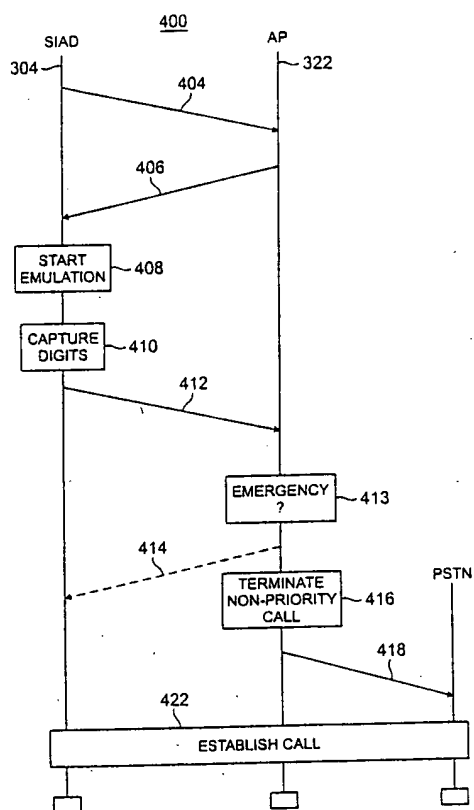 400
SIAD
AP
304
322
404
406
START
EMULATION
408
CAPTURE
DIGITS
410
412
EMERGENCY
?
413
414
TERMINATE
NON-PRIORITY
CALL
416
PSTN
418
422
ESTABLISH CALL